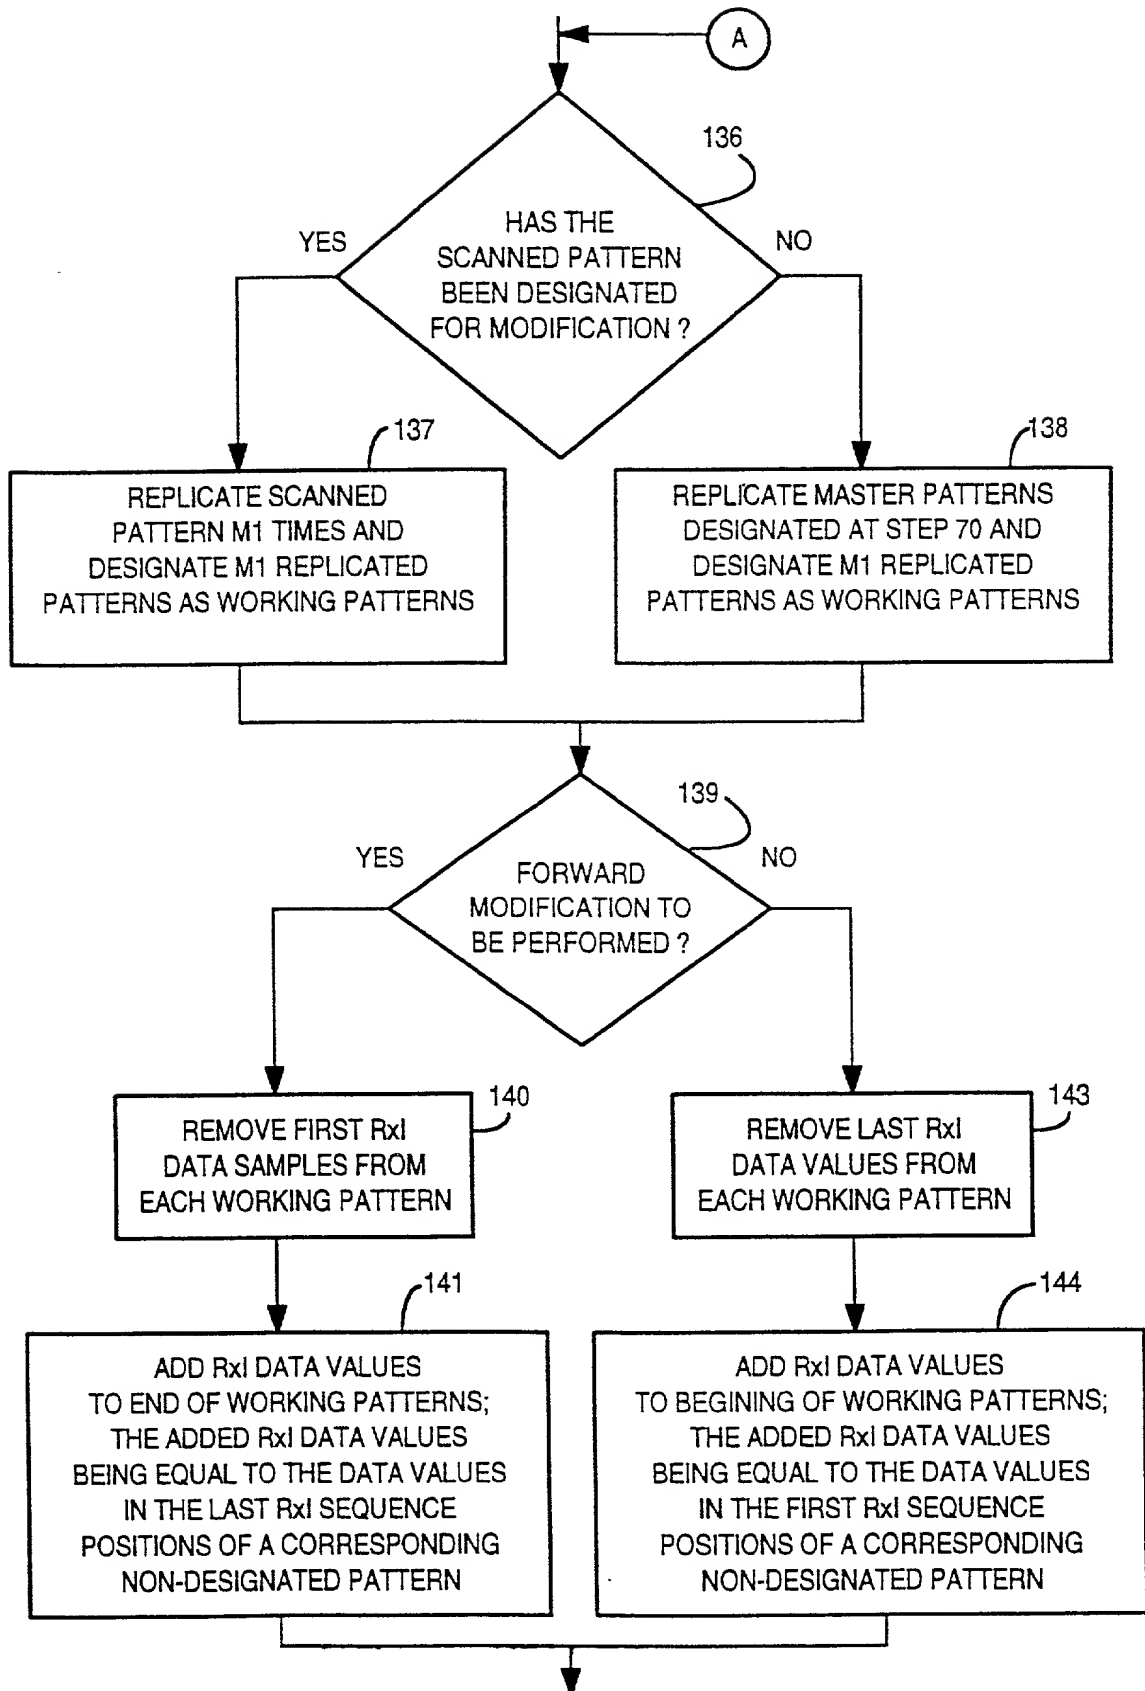 A
136
HAS THE
SCANNED PATTERN
BEEN DESIGNATED
FOR MODIFICATION ?
YES
NO
137
REPLICATE SCANNED
PATTERN M1 TIMES AND
DESIGNATE M1 REPLICATED
PATTERNS AS WORKING PATTERNS
138
REPLICATE MASTER PATTERNS
DESIGNATED AT STEP 70 AND
DESIGNATE M1 REPLICATED
PATTERNS AS WORKING PATTERNS
139
YES
NO
FORWARD
MODIFICATION TO
BE PERFORMED ?
140
REMOVE FIRST RxI
DATA SAMPLES FROM
EACH WORKING PATTERN
143
REMOVE LAST RxI
DATA VALUES FROM
EACH WORKING PATTERN
141
ADD RxI DATA VALUES
TO END OF WORKING PATTERNS;
THE ADDED RxI DATA VALUES
BEING EQUAL TO THE DATA VALUES
IN THE LAST RxI SEQUENCE
POSITIONS OF A CORRESPONDING
NON-DESIGNATED PATTERN
144
ADD RxI DATA VALUES
TO BEGINING OF WORKING PATTERNS;
THE ADDED RxI DATA VALUES
BEING EQUAL TO THE DATA VALUES
IN THE FIRST RxI SEQUENCE
POSITIONS OF A CORRESPONDING
NON-DESIGNATED PATTERN